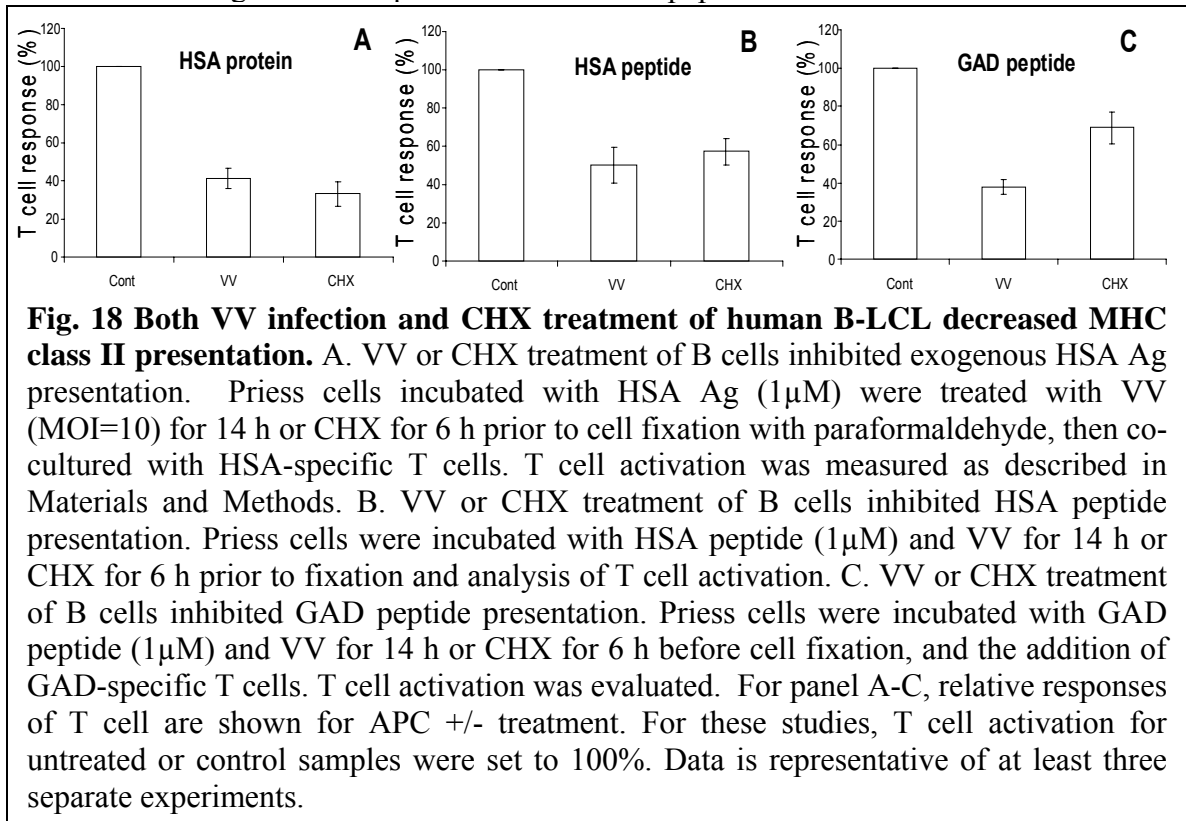 A
HSA protein
T cell response (%)
120
100
80
60
40
20
0
Cont
VV
CHX
B
HSA peptide
T cell response (%)
120
100
80
60
40
20
0
Cont
VV
CHX
C
GAD peptide
T cell response (%)
120
100
80
60
40
20
0
Cont
VV
CHX
Fig. 18 Both VV infection and CHX treatment of human B-LCL decreased MHC
class II presentation. A. VV or CHX treatment of B cells inhibited exogenous HSA Ag
presentation. Priess cells incubated with HSA Ag (1µM) were treated with VV
(MOI=10) for 14 h or CHX for 6 h prior to cell fixation with paraformaldehyde, then co-
cultured with HSA-specific T cells. T cell activation was measured as described in
Materials and Methods. B. VV or CHX treatment of B cells inhibited HSA peptide
presentation. Priess cells were incubated with HSA peptide (1µM) and VV for 14 h or
CHX for 6 h prior to fixation and analysis of T cell activation. C. VV or CHX treatment
of B cells inhibited GAD peptide presentation. Priess cells were incubated with GAD
peptide (1µM) and VV for 14 h or CHX for 6 h before cell fixation, and the addition of
GAD-specific T cells. T cell activation was evaluated. For panel A-C, relative responses
of T cell are shown for APC +/- treatment. For these studies, T cell activation for
untreated or control samples were set to 100%. Data is representative of at least three
separate experiments.